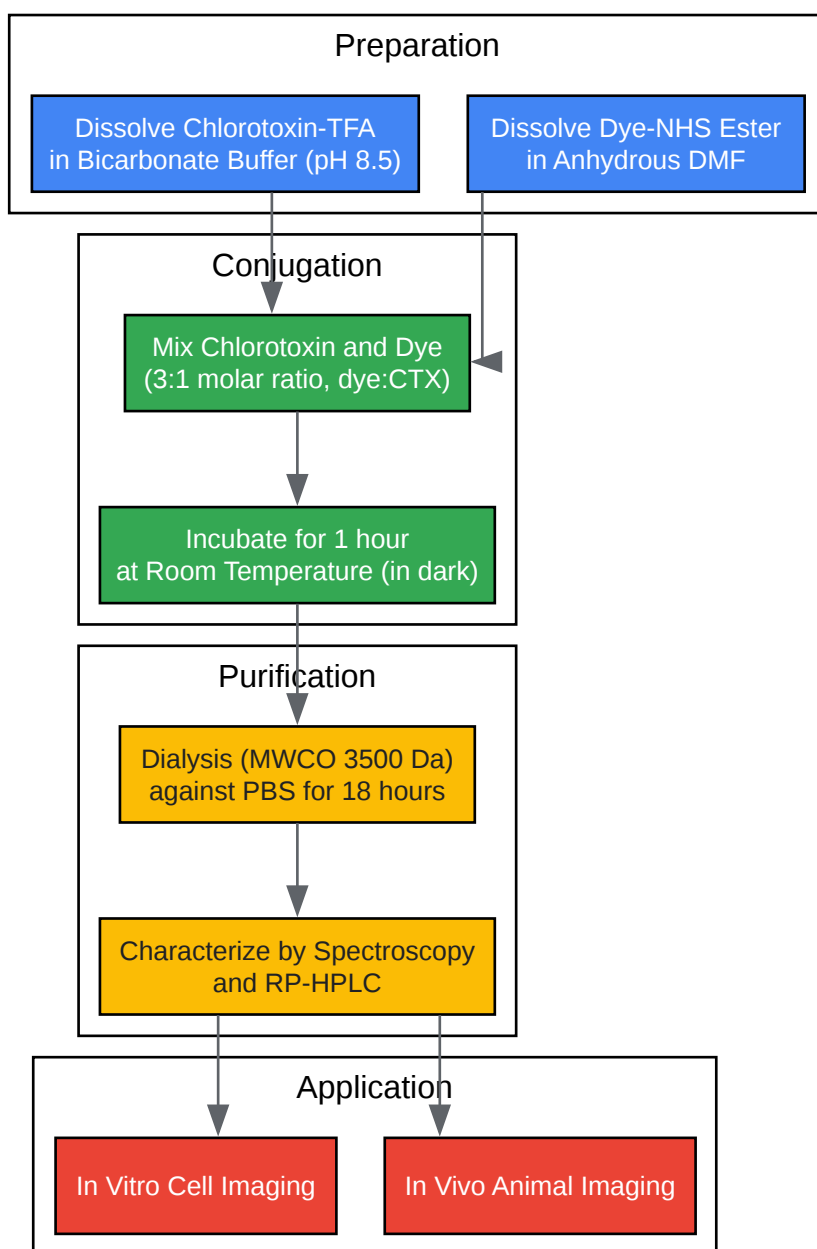 Preparation
Dissolve Chlorotoxin-TFA
in Bicarbonate Buffer (pH 8.5)
Dissolve Dye-NHS Ester
in Anhydrous DMF
Conjugation
Mix Chlorotoxin and Dye
(3:1 molar ratio, dye:CTX)
Incubate for 1 hour
at Room Temperature (in dark)
Purification
Dialysis (MWCO 3500 Da)
against PBS for 18 hours
Characterize by Spectroscopy
and RP-HPLC
Application
In Vitro Cell Imaging
In Vivo Animal Imaging